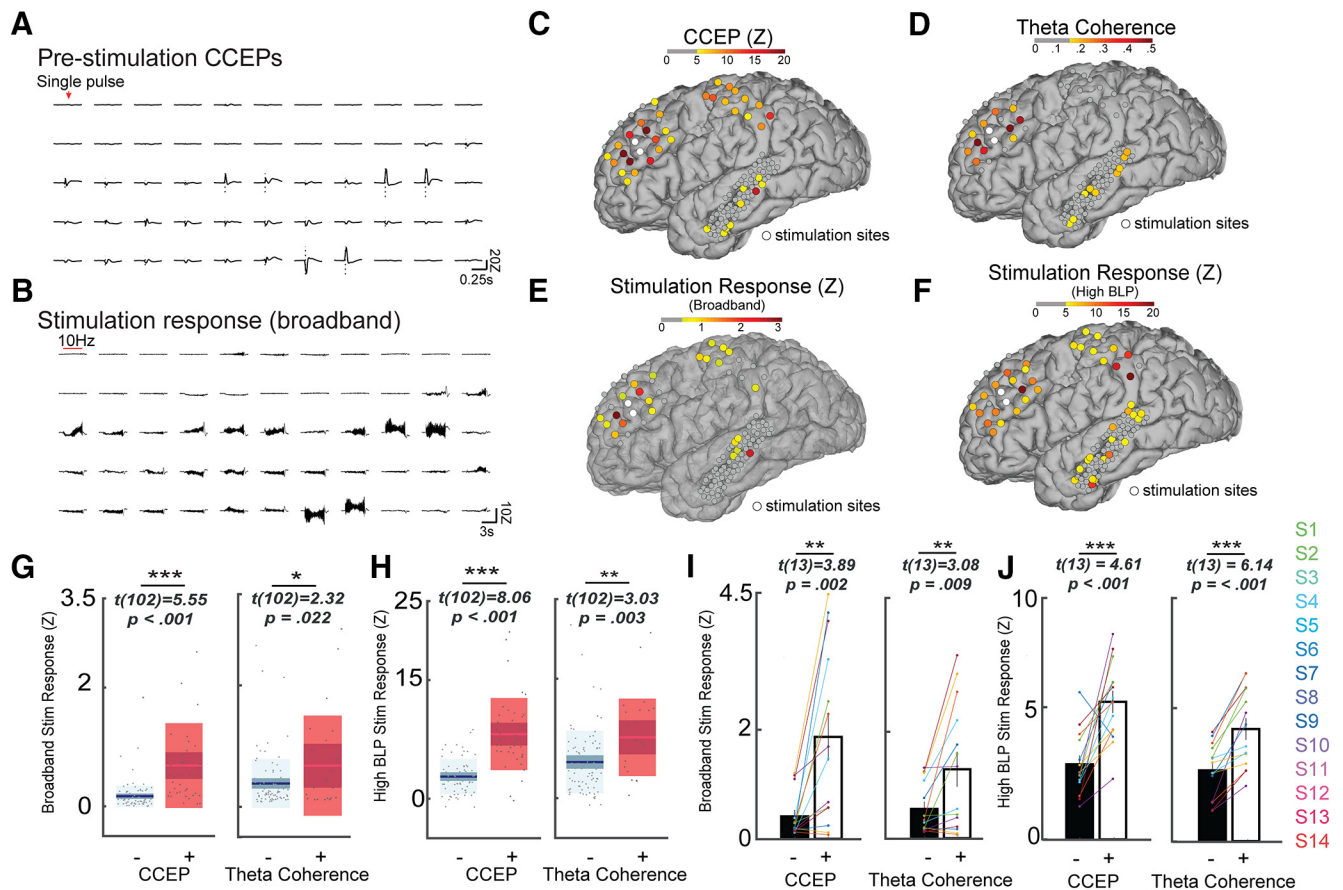 A
Pre-stimulation CCEPs
Single pulse
20Z
0.25s
B
Stimulation response (broadband)
10Hz
10Z
3s
C
CCEP (Z)
0 5 10 15 20
stimulation sites
D
Theta Coherence
0 .1 .2 .3 .4 .5
stimulation sites
E
Stimulation Response (Z)
(Broadband)
0 1 2 3
stimulation sites
F
Stimulation Response (Z)
(High BLP)
0 5 10 15 20
stimulation sites
G
Broadband Stim Response (Z)
3.5
2
0
***
t(102)=5.55
p < .001
- +
CCEP
*
t(102)=2.32
p = .022
- +
Theta Coherence
H
High BLP Stim Response (Z)
25
15
0
***
t(102)=8.06
p < .001
- +
CCEP
**
t(102)=3.03
p = .003
- +
Theta Coherence
I
Broadband Stim Response (Z)
4.5
2
0
**
t(13)=3.89
p = .002
- +
CCEP
**
t(13)=3.08
p = .009
- +
Theta Coherence
J
High BLP Stim Response (Z)
10
5
0
***
t(13) = 4.61
p < .001
- +
CCEP
***
t(13) = 6.14
p = <.001
- +
Theta Coherence
S1
S2
S3
S4
S5
S6
S7
S8
S9
S10
S11
S12
S13
S14